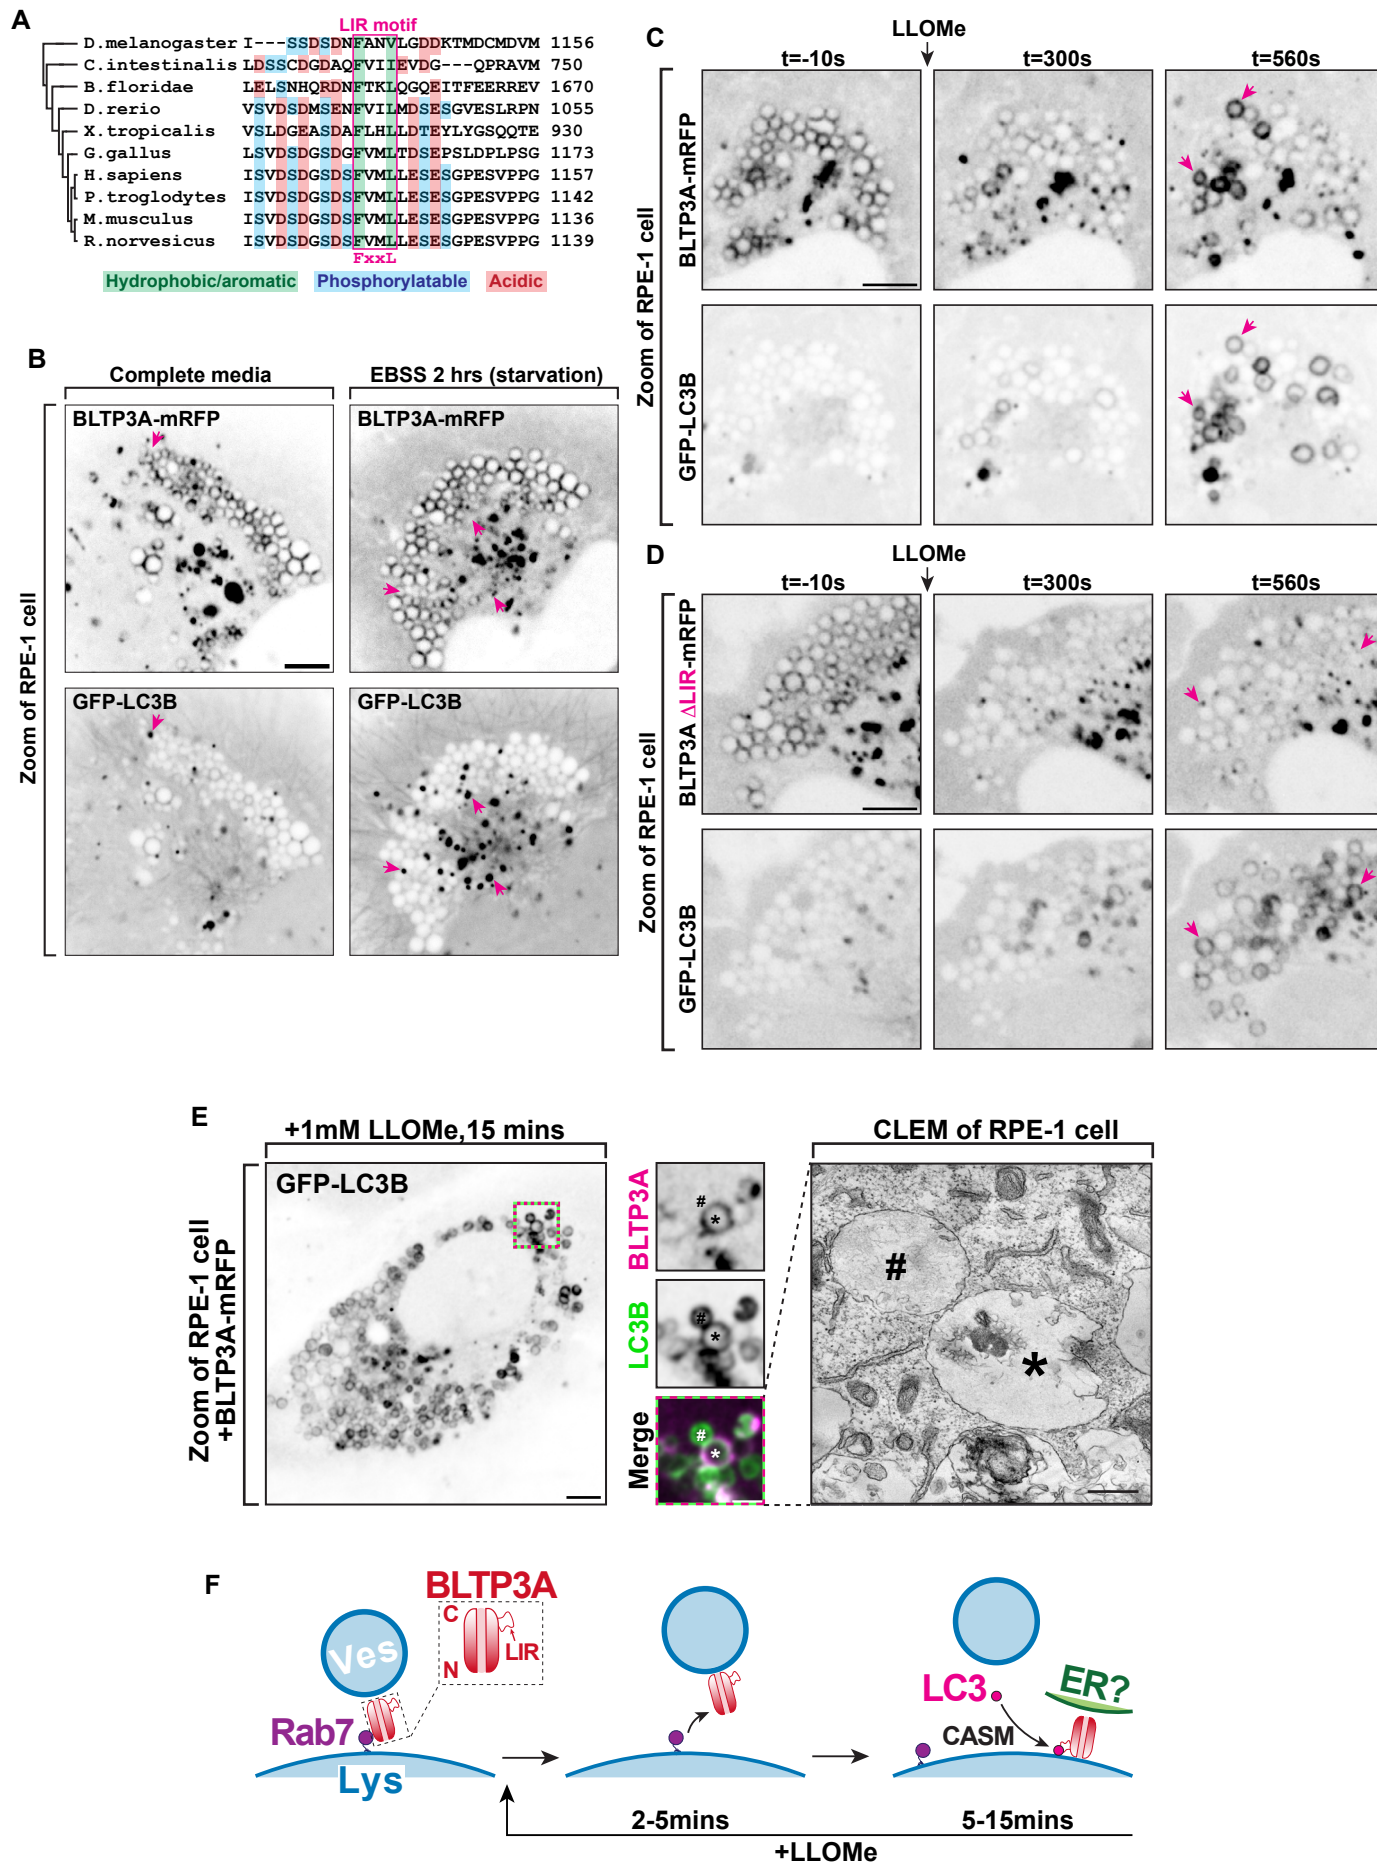 A
LIR motif
D.melanogaster I---SSDSDNFANVLGDDKTMDCMDVM 1156
C.intestinalis LDSSCDGDAQFVIIEVDG---QPRAVM 750
B.floridae LELSNHQRDNFTKLQGQEITFEERREV 1670
D.rerio VSVDSDMSENFVILMDSESGVESLRPN 1055
X.tropicalis VSLDGEASDAFLHLLDTEYLYGSQQTE 930
G.gallus LSVDSDGSDGFVMLTDSEPSLDPLPSG 1173
H.sapiens ISVDSDGSDSFVMLLESESGPESVPPG 1157
P.troglodytes ISVDSDGSDSFVMLLESESGPESVPPG 1142
M.musculus ISVDSDGSDSFVMLLESESGPESVPPG 1136
R.norvesicus ISVDSDGSDSFVMLLESESGPESVPPG 1139
FxxL
Hydrophobic/aromatic Phosphorylatable Acidic
B
Complete media EBSS 2 hrs (starvation)
Zoom of RPE-1 cell
BLTP3A-mRFP BLTP3A-mRFP
GFP-LC3B GFP-LC3B
C
LLOMe
t=-10s t=300s t=560s
Zoom of RPE-1 cell
BLTP3A-mRFP
GFP-LC3B
D
LLOMe
t=-10s t=300s t=560s
Zoom of RPE-1 cell
BLTP3A ΔLIR-mRFP
GFP-LC3B
E
+1mM LLOMe,15 mins
CLEM of RPE-1 cell
Zoom of RPE-1 cell
+BLTP3A-mRFP
GFP-LC3B
BLTP3A
# *
LC3B
# *
Merge
# *
# *
F
BLTP3A
C
LIR
N
Ves
Rab7
Lys
LC3
ER?
CASM
2-5mins 5-15mins
+LLOMe